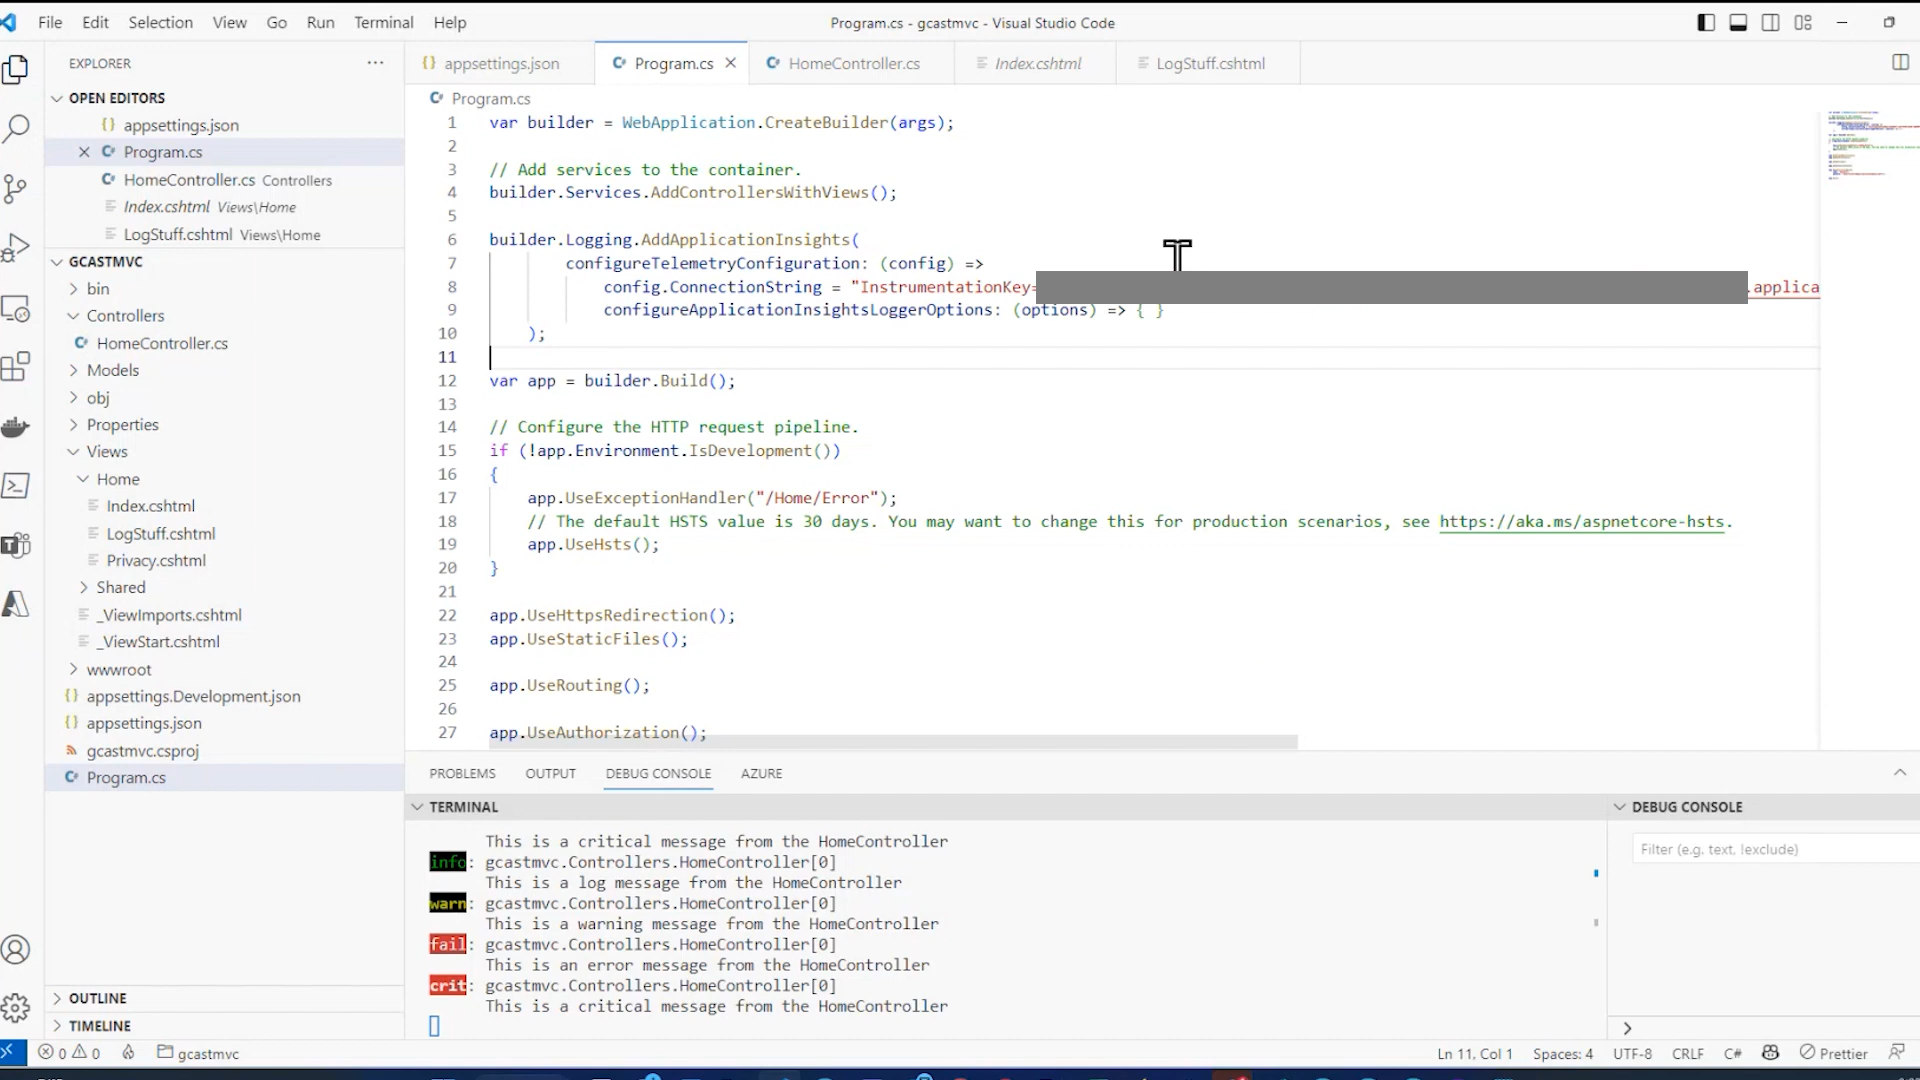 File Edit Selection View Go Run Terminal Help
Program.cs - gcastmvc - Visual Studio Code
EXPLORER
OPEN EDITORS
appsettings.json
Program.cs
HomeController.cs Controllers
Index.cshtml Views\Home
LogStuff.cshtml Views\Home
GCASTMVC
bin
Controllers
HomeController.cs
Models
obj
Properties
Views
Home
Index.cshtml
LogStuff.cshtml
Privacy.cshtml
Shared
_ViewImports.cshtml
_ViewStart.cshtml
wwwroot
appsettings.Development.json
appsettings.json
gcastmvc.csproj
Program.cs
OUTLINE
TIMELINE
appsettings.json Program.cs HomeController.cs Index.cshtml LogStuff.cshtml
Program.cs
1 var builder = WebApplication.CreateBuilder(args);
2
3 // Add services to the container.
4 builder.Services.AddControllersWithViews();
5
6 builder.Logging.AddApplicationInsights(
7 configureTelemetryConfiguration: (config) =>
8 config.ConnectionString = "InstrumentationKey= .applica
9 configureApplicationInsightsLoggerOptions: (options) => { }
10 );
11
12 var app = builder.Build();
13
14 // Configure the HTTP request pipeline.
15 if (!app.Environment.IsDevelopment())
16 {
17 app.UseExceptionHandler("/Home/Error");
18 // The default HSTS value is 30 days. You may want to change this for production scenarios, see https://aka.ms/aspnetcore-hsts.
19 app.UseHsts();
20 }
21
22 app.UseHttpsRedirection();
23 app.UseStaticFiles();
24
25 app.UseRouting();
26
27 app.UseAuthorization();
PROBLEMS OUTPUT DEBUG CONSOLE AZURE
TERMINAL
This is a critical message from the HomeController
info: gcastmvc.Controllers.HomeController[0]
This is a log message from the HomeController
warn: gcastmvc.Controllers.HomeController[0]
This is a warning message from the HomeController
fail: gcastmvc.Controllers.HomeController[0]
This is an error message from the HomeController
crit: gcastmvc.Controllers.HomeController[0]
This is a critical message from the HomeController
DEBUG CONSOLE
Filter (e.g. text, !exclude)
0 0 gcastmvc
Ln 11, Col 1 Spaces: 4 UTF-8 CRLF C# Prettier